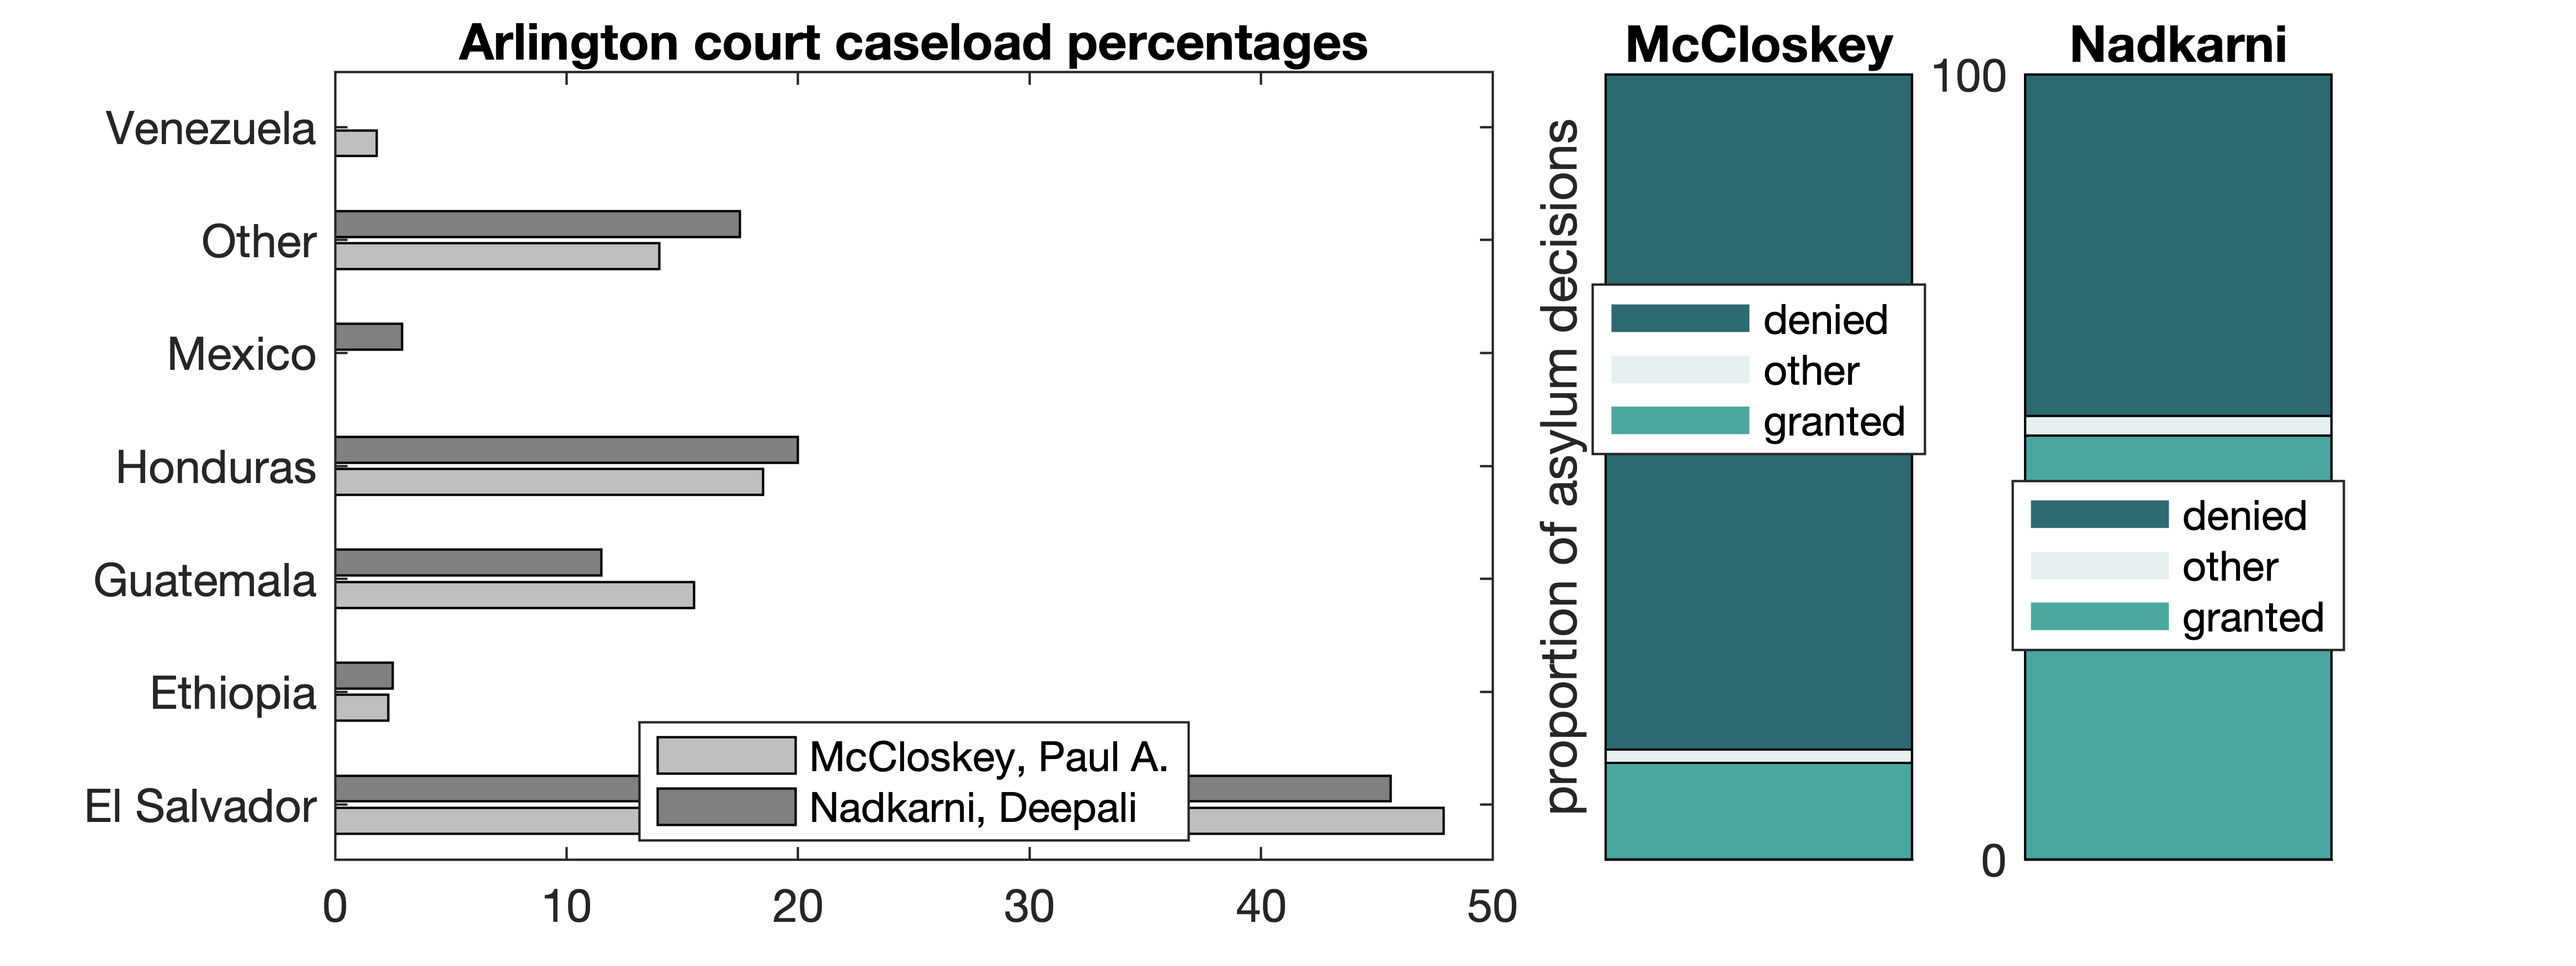 Arlington court caseload percentages
Venezuela
Other
Mexico
Honduras
Guatemala
Ethiopia
El Salvador
McCloskey, Paul A.
Nadkarni, Deepali
0 10 20 30 40 50
proportion of asylum decisions
McCloskey
denied
other
granted
100
0
Nadkarni
denied
other
granted